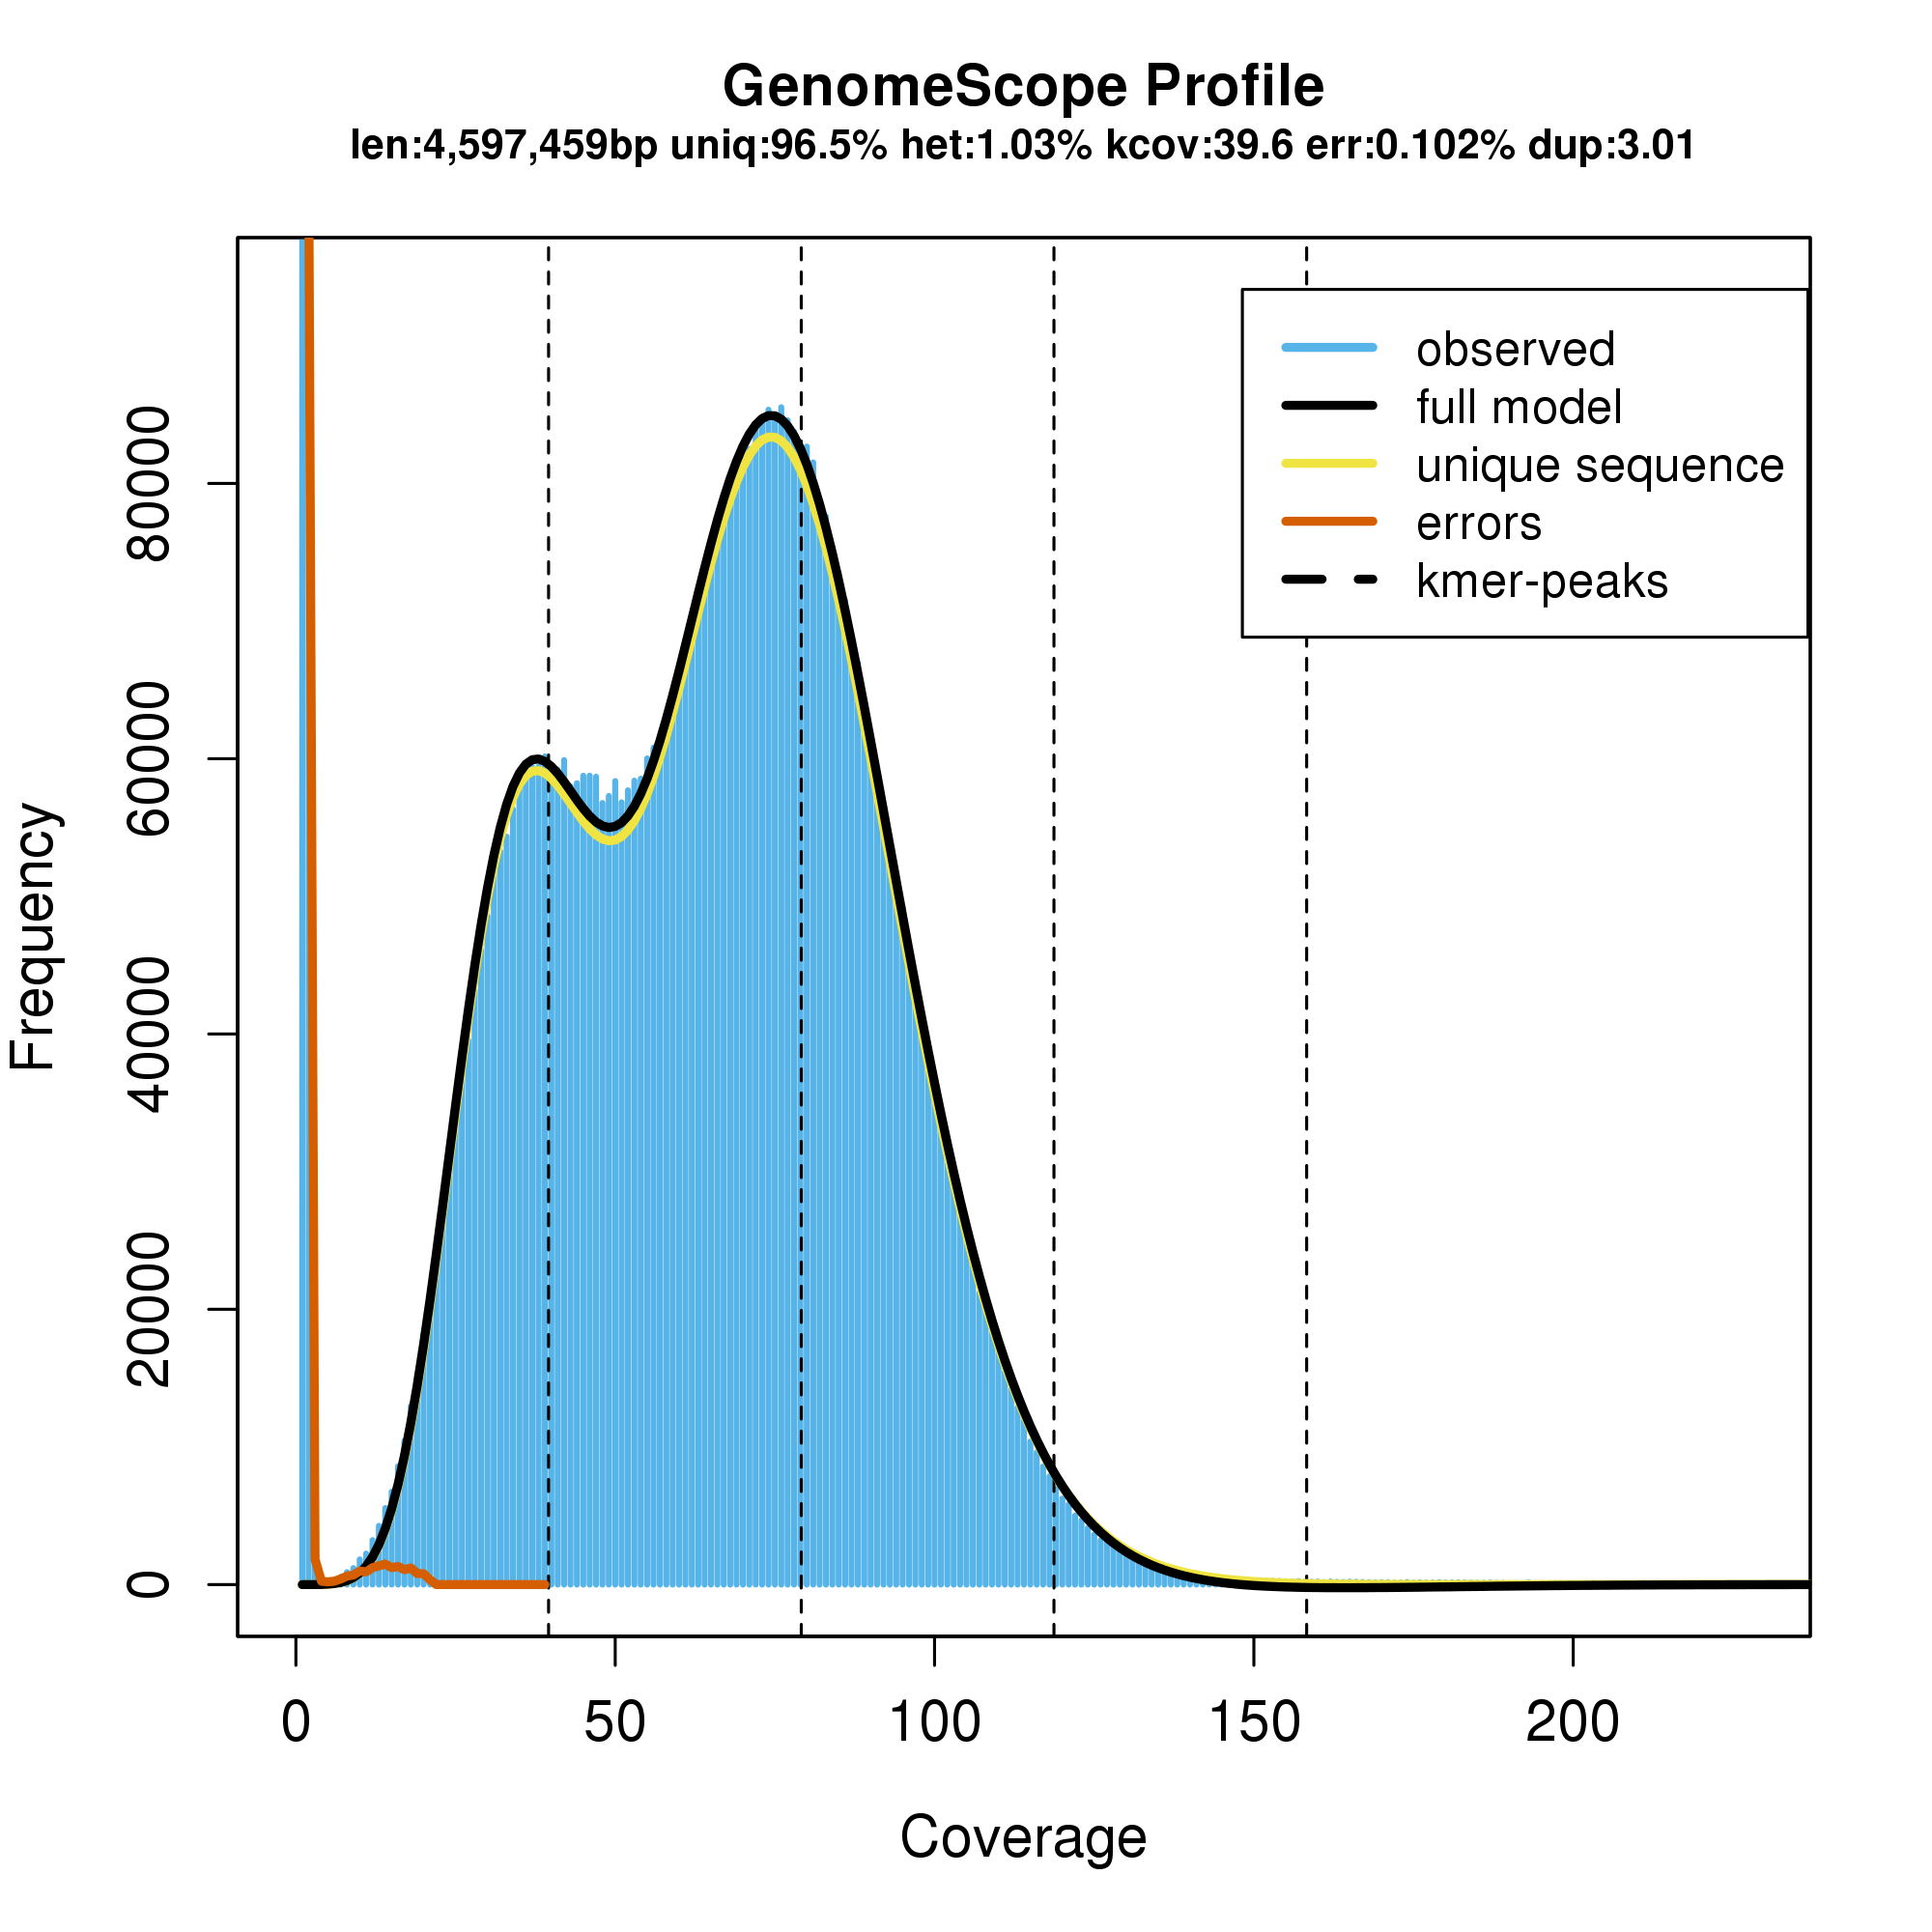 GenomeScope Profile
len:4,597,459bp uniq:96.5% het:1.03% kcov:39.6 err:0.102% dup:3.01
observed
full model
unique sequence
errors
kmer-peaks
Frequency
80000
60000
40000
20000
0
0 50 100 150 200
Coverage